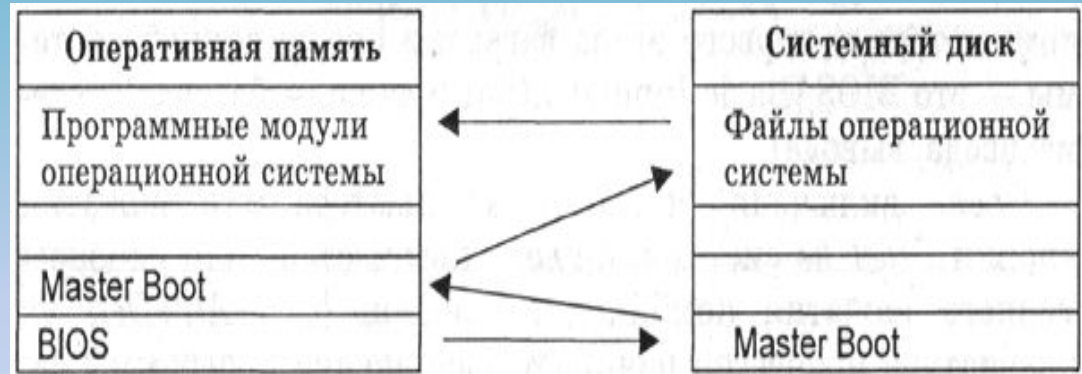 Оперативная память
Программные модули
операционной системы
Master Boot
BIOS
Системный диск
Файлы операционной
системы
Master Boot